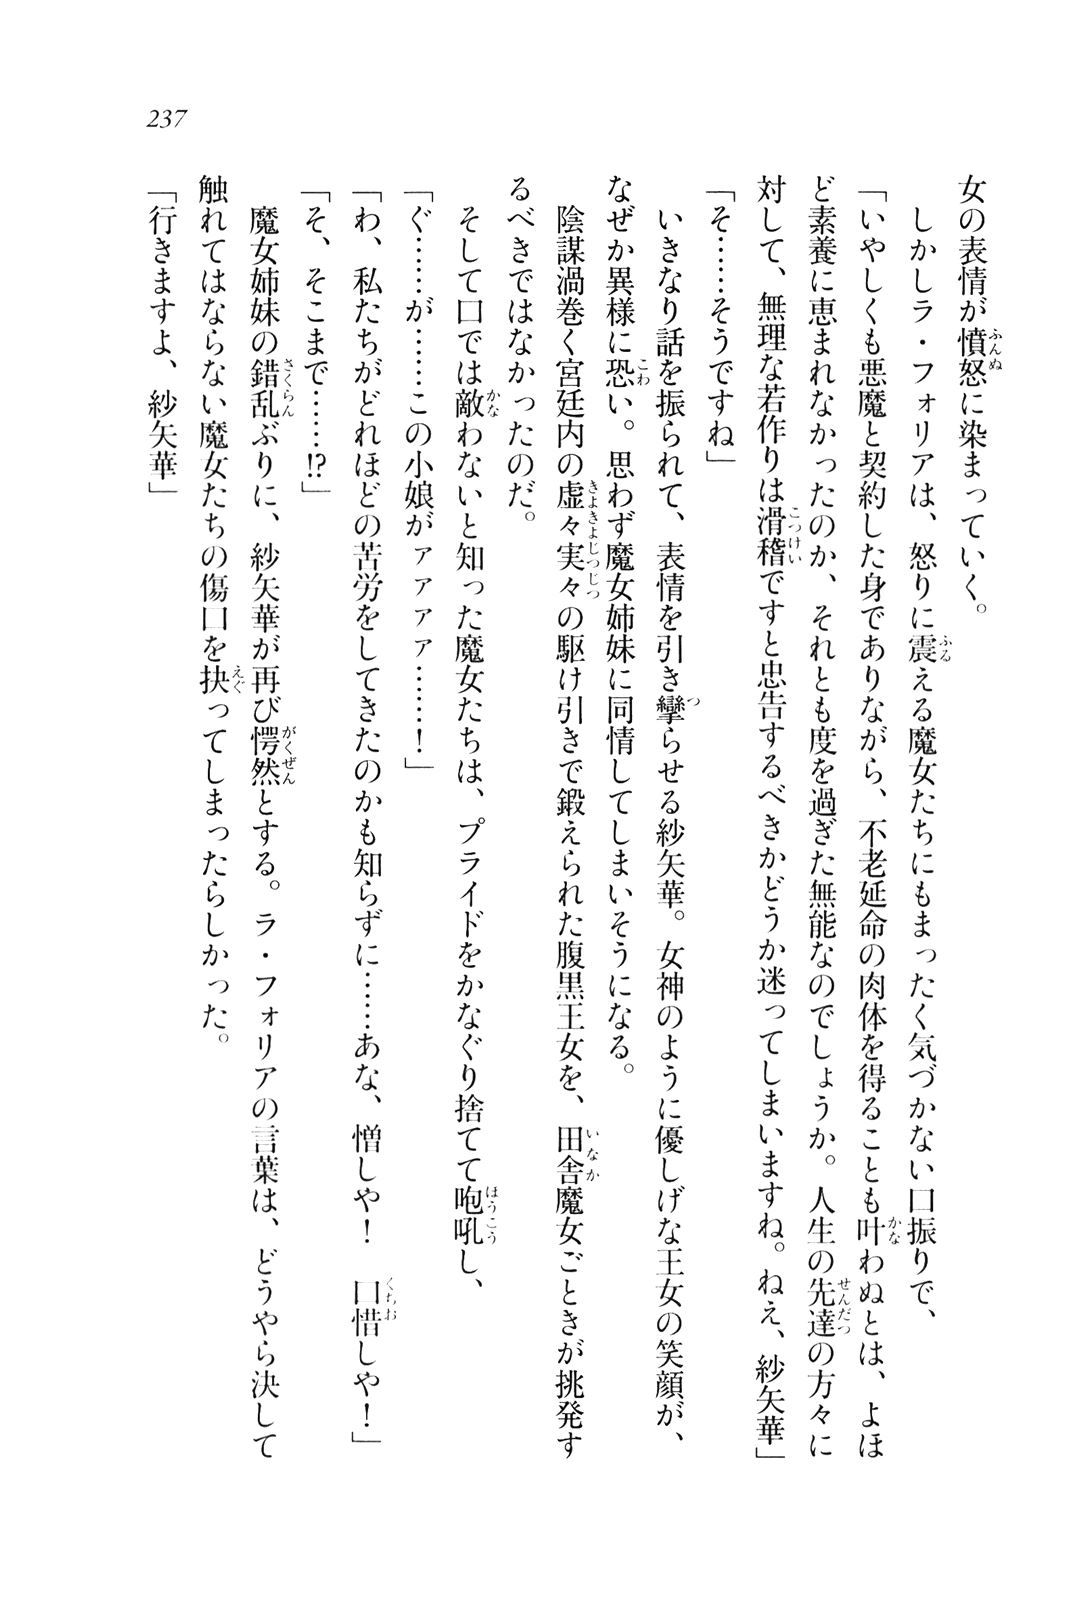 237
女の表情が憤怒に染まっていく。
しかしラ・フォリアは、怒りに震える魔女たちにもまったく気づかない口振りで、
「いやしくも悪魔と契約した身でありながら、不老延命の肉体を得ることも叶わぬとは、よほ
ど素養に恵まれなかったのか、それとも度を過ぎた無能なのでしょうか。人生の先達の方々に
対して、無理な若作りは滑稽ですと忠告するべきかどうか迷ってしまいますね。ねえ、紗矢華」
「そ……そうですね」
いきなり話を振られて、表情を引き攣らせる紗矢華。女神のように優しげな王女の笑顔が、
なぜか異様に恐い。思わず魔女姉妹に同情してしまいそうになる。
陰謀渦巻く宮廷内の虚々実々の駆け引きで鍛えられた腹黒王女を、田舎魔女ごときが挑発す
るべきではなかったのだ。
そして口では敵わないと知った魔女たちは、プライドをかなぐり捨てて咆吼し、
「ぐ……が……この小娘がァァァァ……！」
「わ、私たちがどれほどの苦労をしてきたのかも知らずに……あな、憎しや！　口惜しや！」
「そ、そこまで……!?」
魔女姉妹の錯乱ぶりに、紗矢華が再び愕然とする。ラ・フォリアの言葉は、どうやら決して
触れてはならない魔女たちの傷口を抉ってしまったらしかった。
「行きますよ、紗矢華」